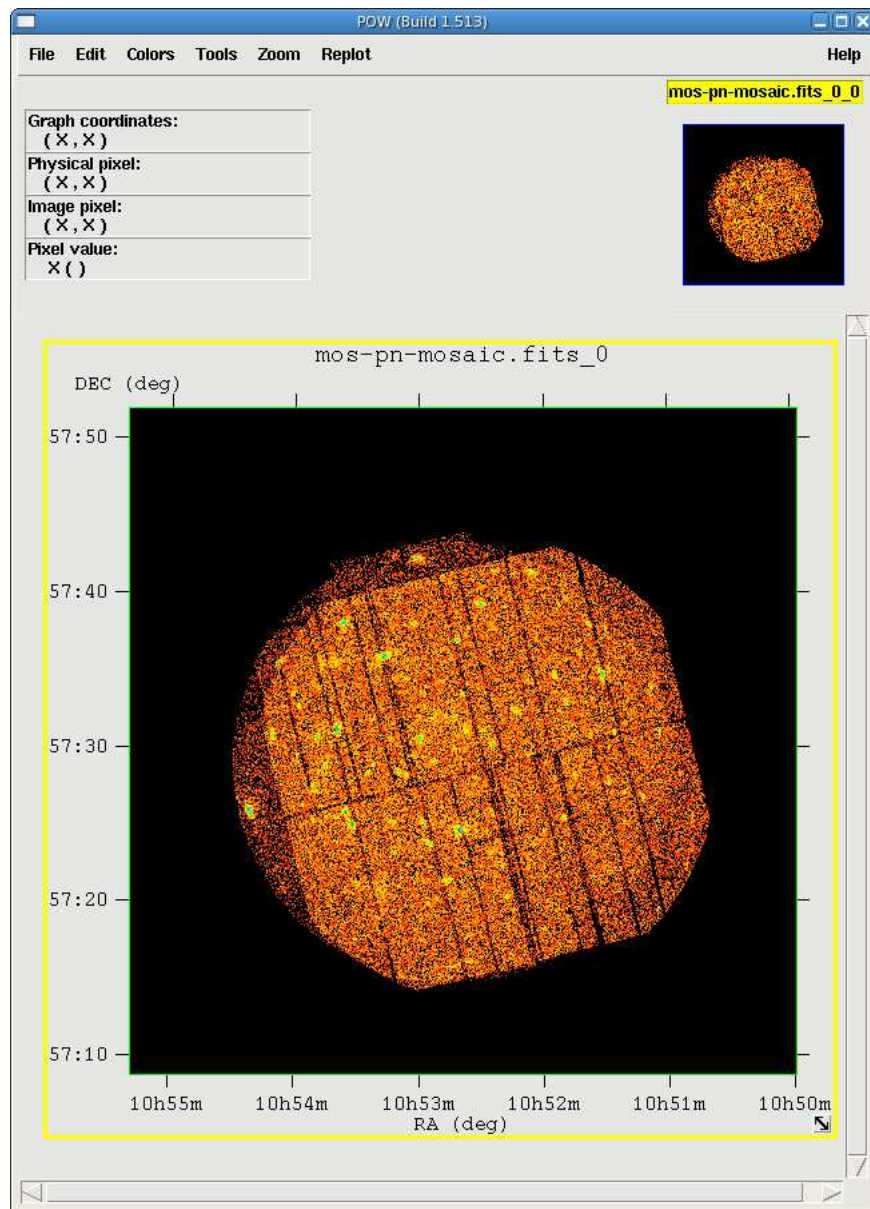 POW (Build 1.513)
File Edit Colors Tools Zoom Replot Help
mos-pn-mosaic.fits_0_0
Graph coordinates:
(X,X)
Physical pixel:
(X,X)
Image pixel:
(X,X)
Pixel value:
X()
mos-pn-mosaic.fits_0
DEC (deg)
57:50
57:40
57:30
57:20
57:10
10h55m 10h54m 10h53m 10h52m 10h51m 10h50m
RA (deg)